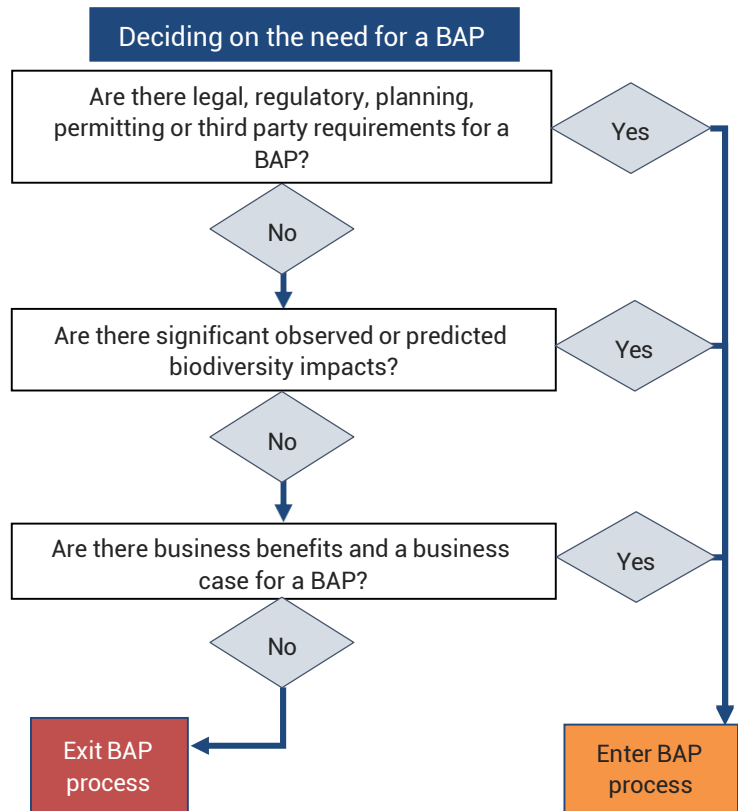 Deciding on the need for a BAP
Are there legal, regulatory, planning,
permitting or third party requirements for a
BAP?
Yes
No
Are there significant observed or predicted
biodiversity impacts?
Yes
No
Are there business benefits and a business
case for a BAP?
Yes
No
Exit BAP
process
Enter BAP
process